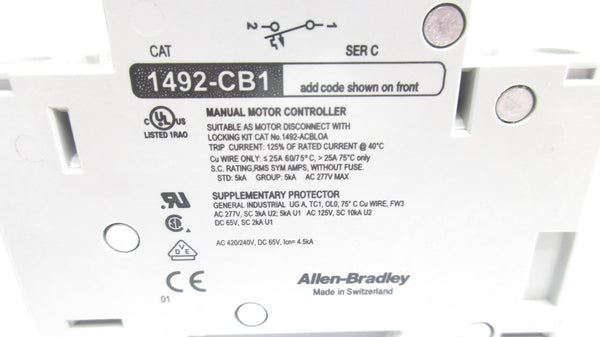 2 1
CAT SER C
1492-CB1 add code shown on front
C UL US
LISTED 1RAO
MANUAL MOTOR CONTROLLER
SUITABLE AS MOTOR DISCONNECT WITH
LOCKING KIT CAT No.1492-ACBLOA
TRIP CURRENT: 125% OF RATED CURRENT @ 40°C
Cu WIRE ONLY: ≤ 25A 60/75°C, > 25A 75°C only
S.C. RATING,RMS SYM AMPS, WITHOUT FUSE.
STD: 5kA GROUP: 5kA AC 277V MAX
SUPPLEMENTARY PROTECTOR
GENERAL INDUSTRIAL UG A, TC1, OL0, 75° C Cu WIRE, FW3
AC 277V, SC 3kA U2; 5kA U1 AC 125V, SC 10kA U2
DC 65V, SC 2kA U1
DVE
AC 420/240V, DC 65V, Icn= 4.5kA
CE
01
Allen-Bradley
Made in Switzerland